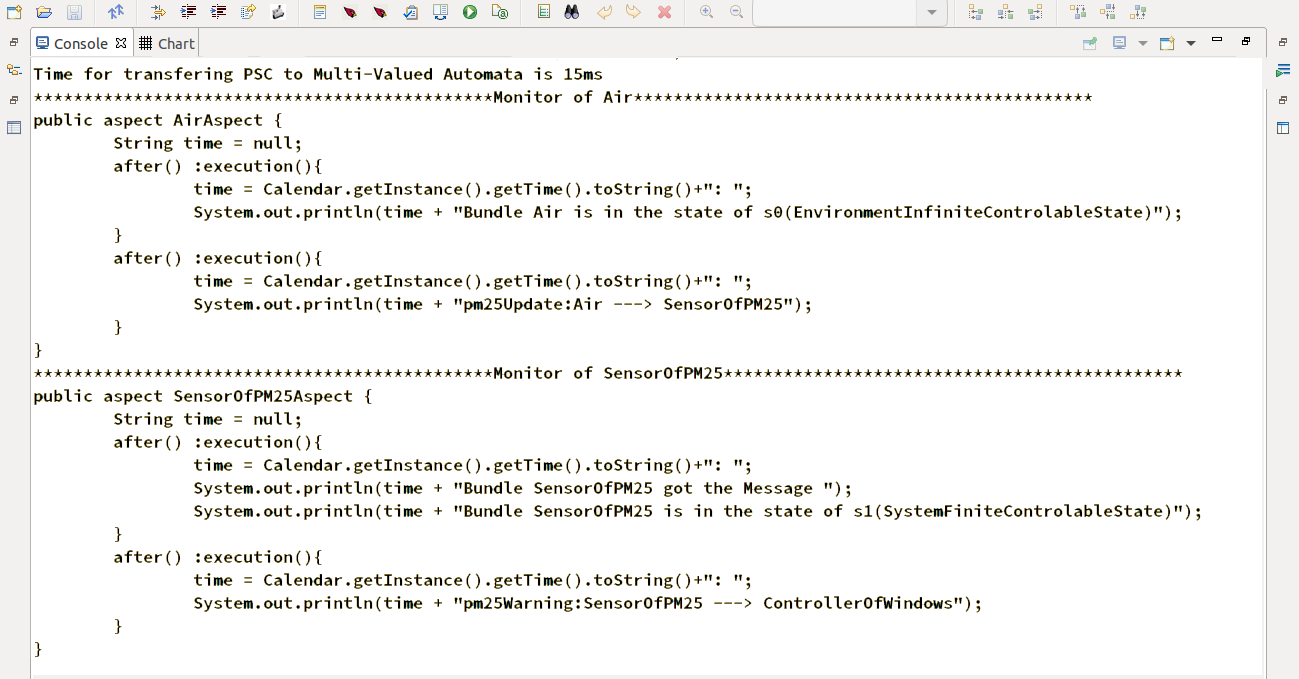 Console
Chart
Time for transfering PSC to Multi-Valued Automata is 15ms
**********************************************Monitor of Air**********************************************
public aspect AirAspect {
        String time = null;
        after() :execution(){
                time = Calendar.getInstance().getTime().toString()+": ";
                System.out.println(time + "Bundle Air is in the state of s0(EnvironmentInfiniteControlableState)");
        }
        after() :execution(){
                time = Calendar.getInstance().getTime().toString()+": ";
                System.out.println(time + "pm25Update:Air ---> SensorOfPM25");
        }
}
**********************************************Monitor of SensorOfPM25**********************************************
public aspect SensorOfPM25Aspect {
        String time = null;
        after() :execution(){
                time = Calendar.getInstance().getTime().toString()+": ";
                System.out.println(time + "Bundle SensorOfPM25 got the Message ");
                System.out.println(time + "Bundle SensorOfPM25 is in the state of s1(SystemFiniteControlableState)");
        }
        after() :execution(){
                time = Calendar.getInstance().getTime().toString()+": ";
                System.out.println(time + "pm25Warning:SensorOfPM25 ---> ControllerOfWindows");
        }
}